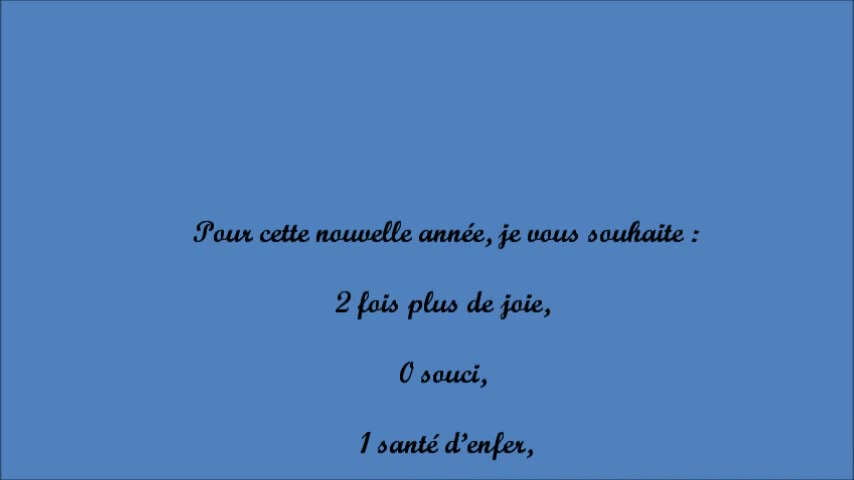 Pour cette nouvelle année, je vous souhaite :
2 fois plus de joie,
0 souci,
1 santé d'enfer,